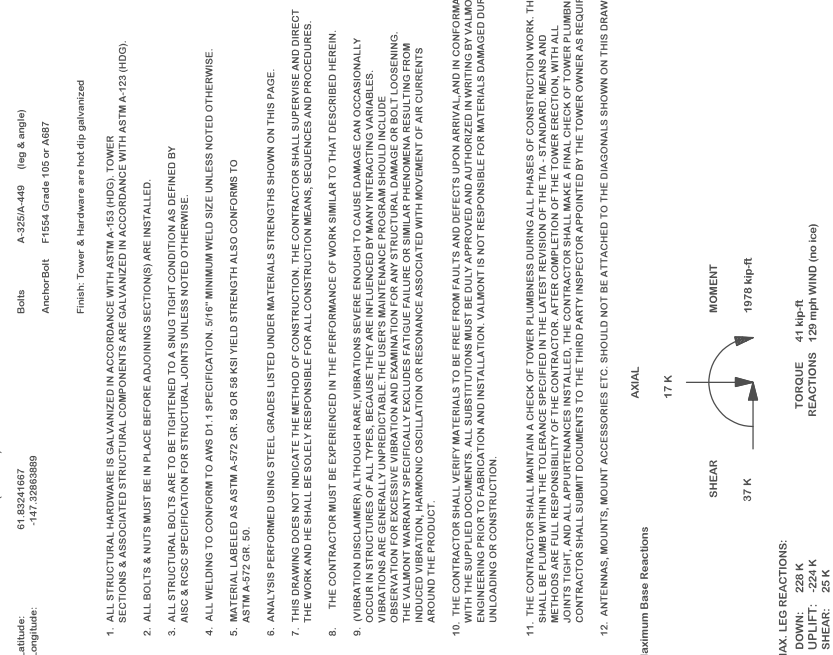 atitude: 61.83241667
ongitude: -147.32863889
Bolts A-325/A-449 (leg & angle)
AnchorBolt F1554 Grade 105 or A687
Finish: Tower & Hardware are hot dip galvanized
1. ALL STRUCTURAL HARDWARE IS GALVANIZED IN ACCORDANCE WITH ASTM A-153 (HDG). TOWER
SECTIONS & ASSOCIATED STRUCTURAL COMPONENTS ARE GALVANIZED IN ACCORDANCE WITH ASTM A-123 (HDG).
2. ALL BOLTS & NUTS MUST BE IN PLACE BEFORE ADJOINING SECTION(S) ARE INSTALLED.
3. ALL STRUCTURAL BOLTS ARE TO BE TIGHTENED TO A SNUG TIGHT CONDITION AS DEFINED BY
AISC & RCSC SPECIFICATION FOR STRUCTURAL JOINTS UNLESS NOTED OTHERWISE.
4. ALL WELDING TO CONFORM TO AWS D1.1 SPECIFICATION. 5/16" MINIMUM WELD SIZE UNLESS NOTED OTHERWISE.
5. MATERIAL LABELED AS ASTM A-572 GR. 58 OR 58 KSI YIELD STRENGTH ALSO CONFORMS TO
ASTM A-572 GR. 50.
6. ANALYSIS PERFORMED USING STEEL GRADES LISTED UNDER MATERIALS STRENGTHS SHOWN ON THIS PAGE.
7. THIS DRAWING DOES NOT INDICATE THE METHOD OF CONSTRUCTION. THE CONTRACTOR SHALL SUPERVISE AND DIRECT
THE WORK AND HE SHALL BE SOLELY RESPONSIBLE FOR ALL CONSTRUCTION MEANS, SEQUENCES AND PROCEDURES.
8. THE CONTRACTOR MUST BE EXPERIENCED IN THE PERFORMANCE OF WORK SIMILAR TO THAT DESCRIBED HEREIN.
9. (VIBRATION DISCLAIMER) ALTHOUGH RARE,VIBRATIONS SEVERE ENOUGH TO CAUSE DAMAGE CAN OCCASIONALLY
OCCUR IN STRUCTURES OF ALL TYPES, BECAUSE THEY ARE INFLUENCED BY MANY INTERACTING VARIABLES.
VIBRATIONS ARE GENERALLY UNPREDICTABLE.THE USER'S MAINTENANCE PROGRAM SHOULD INCLUDE
OBSERVATION FOR EXCESSIVE VIBRATION AND EXAMINATION FOR ANY STRUCTURAL DAMAGE OR BOLT LOOSENING.
THE VALMONT WARRANTY SPECIFICALLY EXCLUDES FATIGUE FAILURE OR SIMILAR PHENOMENA RESULTING FROM
INDUCED VIBRATION, HARMONIC OSCILLATION OR RESONANCE ASSOCIATED WITH MOVEMENT OF AIR CURRENTS
AROUND THE PRODUCT.
10. THE CONTRACTOR SHALL VERIFY MATERIALS TO BE FREE FROM FAULTS AND DEFECTS UPON ARRIVAL,AND IN CONFORMA
WITH THE SUPPLIED DOCUMENTS. ALL SUBSTITUTIONS MUST BE DULY APPROVED AND AUTHORIZED IN WRITING BY VALMO
ENGINEERING PRIOR TO FABRICATION AND INSTALLATION. VALMONT IS NOT RESPONSIBLE FOR MATERIALS DAMAGED DUR
UNLOADING OR CONSTRUCTION.
11. THE CONTRACTOR SHALL MAINTAIN A CHECK OF TOWER PLUMBNESS DURING ALL PHASES OF CONSTRUCTION WORK. TH
SHALL BE PLUMB WITHIN THE TOLERANCE SPECIFIED IN THE LATEST REVISION OF THE TIA - STANDARD. MEANS AND
METHODS ARE FULL RESPONSIBILITY OF THE CONTRACTOR. AFTER COMPLETION OF THE TOWER ERECTION, WITH ALL
JOINTS TIGHT, AND ALL APPURTENANCES INSTALLED, THE CONTRACTOR SHALL MAKE A FINAL CHECK OF TOWER PLUMBN
CONTRACTOR SHALL SUBMIT DOCUMENTS TO THE THIRD PARTY INSPECTOR APPOINTED BY THE TOWER OWNER AS REQUI
12. ANTENNAS, MOUNTS, MOUNT ACCESSORIES ETC. SHOULD NOT BE ATTACHED TO THE DIAGONALS SHOWN ON THIS DRAW
aximum Base Reactions
AXIAL
17 K
SHEAR
37 K
MOMENT
1978 kip-ft
TORQUE 41 kip-ft
REACTIONS 129 mph WIND (no ice)
AX. LEG REACTIONS:
DOWN: 228 K
UPLIFT: -224 K
SHEAR: 25 K